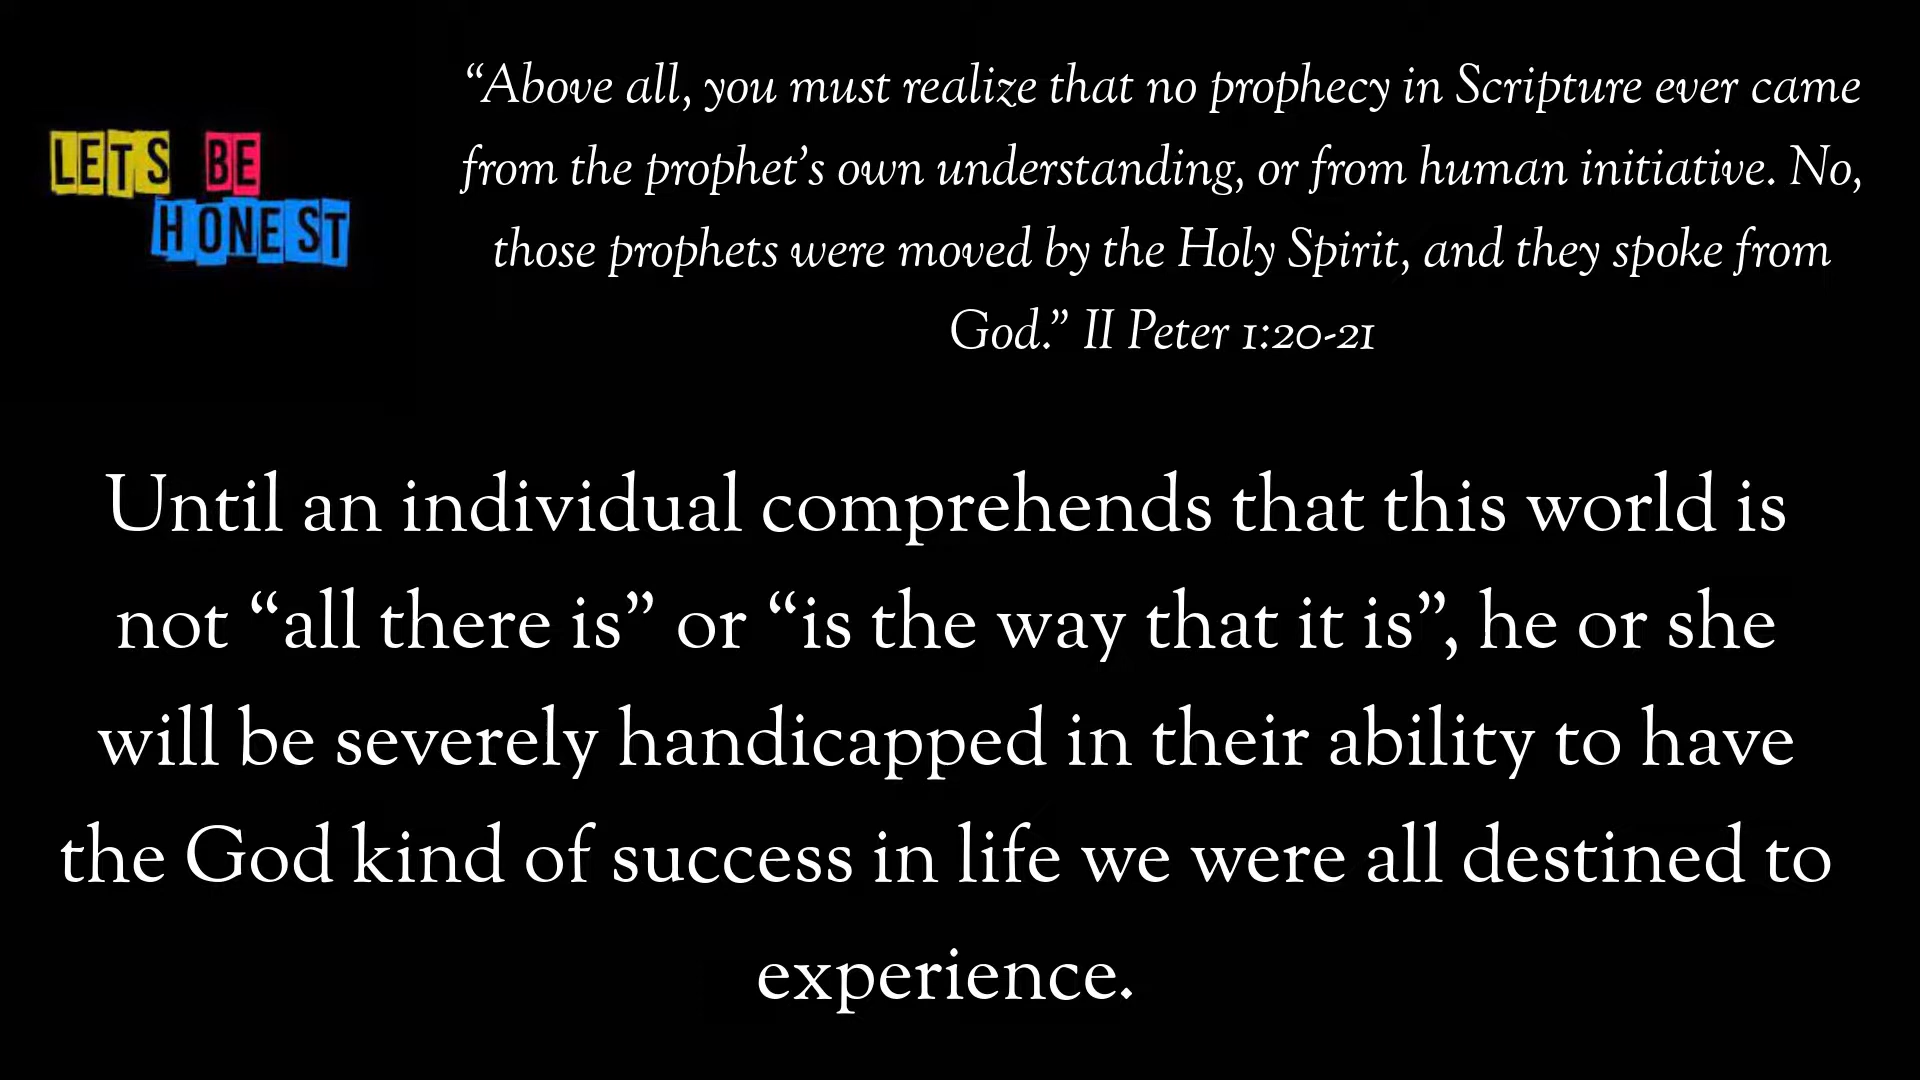 LETS BE
HONEST
“Above all, you must realize that no prophecy in Scripture ever came
from the prophet’s own understanding, or from human initiative. No,
those prophets were moved by the Holy Spirit, and they spoke from
God.” II Peter 1:20-21
Until an individual comprehends that this world is
not “all there is” or “is the way that it is”, he or she
will be severely handicapped in their ability to have
the God kind of success in life we were all destined to
experience.